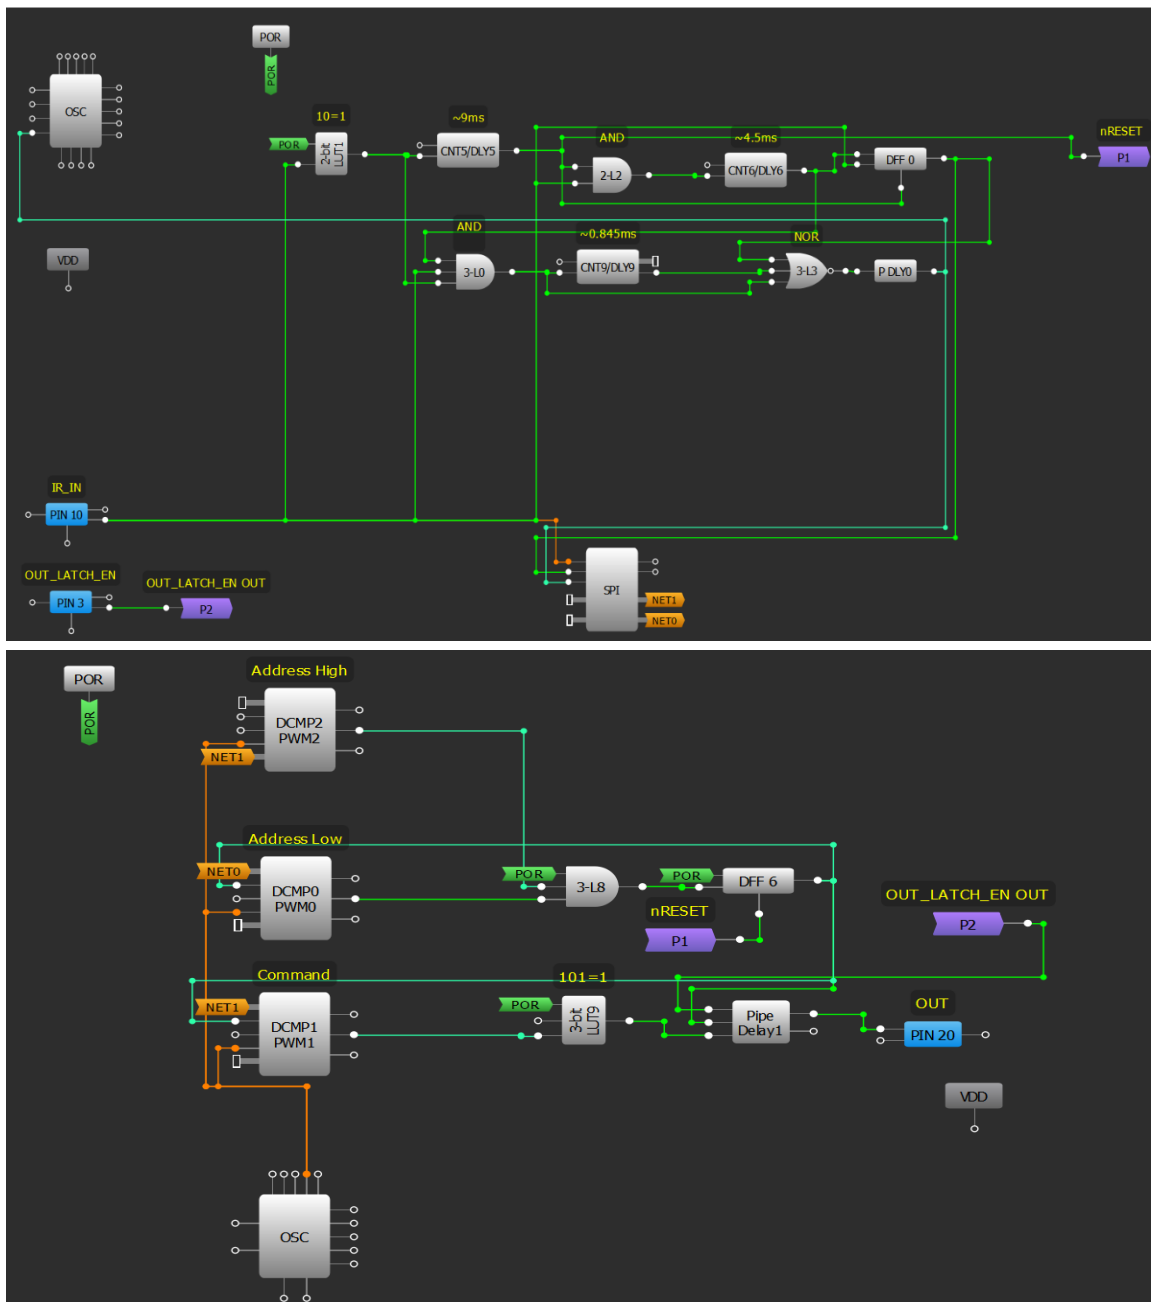 POR
POR
OSC
10=1
~9ms
POR
2-bit
LUT1
CNT5/DLY5
AND
~4.5ms
2-L2
CNT6/DLY6
DFF 0
nRESET
P1
VDD
AND
~0.845ms
NOR
3-L0
CNT9/DLY9
3-L3
P DLY0
IR_IN
PIN 10
OUT_LATCH_EN
PIN 3
OUT_LATCH_EN OUT
P2
SPI
NET1
NET0
POR
POR
Address High
DCMP2
PWM2
NET1
Address Low
NET0
DCMP0
PWM0
POR
3-L8
POR
DFF 6
nRESET
P1
OUT_LATCH_EN OUT
P2
Command
NET1
DCMP1
PWM1
101=1
POR
3-bit
LUT9
Pipe
Delay1
OUT
PIN 20
VDD
OSC